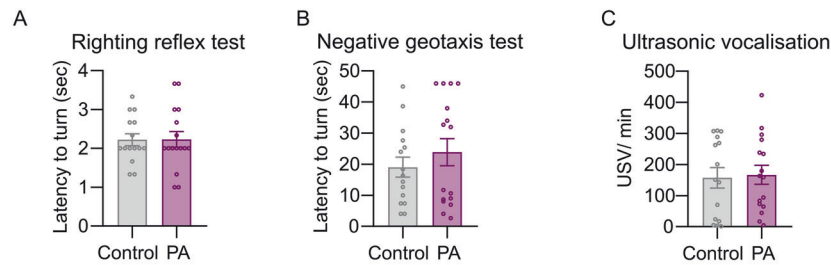 A
Righting reflex test
Latency to turn (sec)
4
3
2
1
0
Control PA
B
Negative geotaxis test
Latency to turn (sec)
50
40
30
20
10
0
Control PA
C
Ultrasonic vocalisation
USV/ min
500
400
300
200
100
0
Control PA